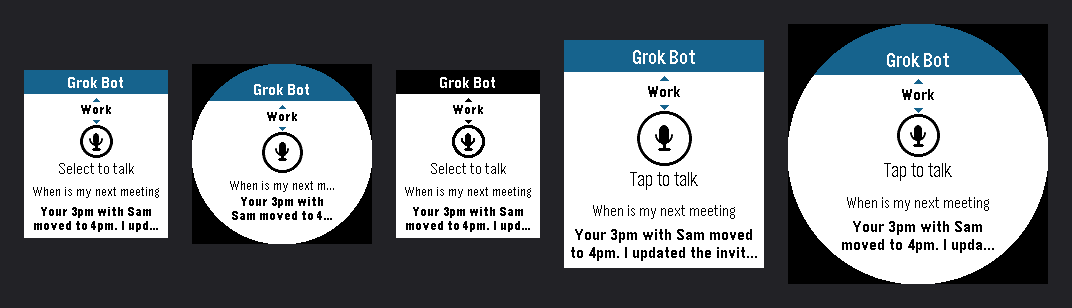 Grok Bot
Work
Select to talk
When is my next meeting
Your 3pm with Sam
moved to 4pm. I upd...
Grok Bot
Work
When is my next m...
Your 3pm with
Sam moved to 4...
Grok Bot
Work
Select to talk
When is my next meeting
Your 3pm with Sam
moved to 4pm. I upd...
Grok Bot
Work
Tap to talk
When is my next meeting
Your 3pm with Sam moved
to 4pm. I updated the invit...
Grok Bot
Work
Tap to talk
When is my next meeting
Your 3pm with Sam
moved to 4pm. I upda...